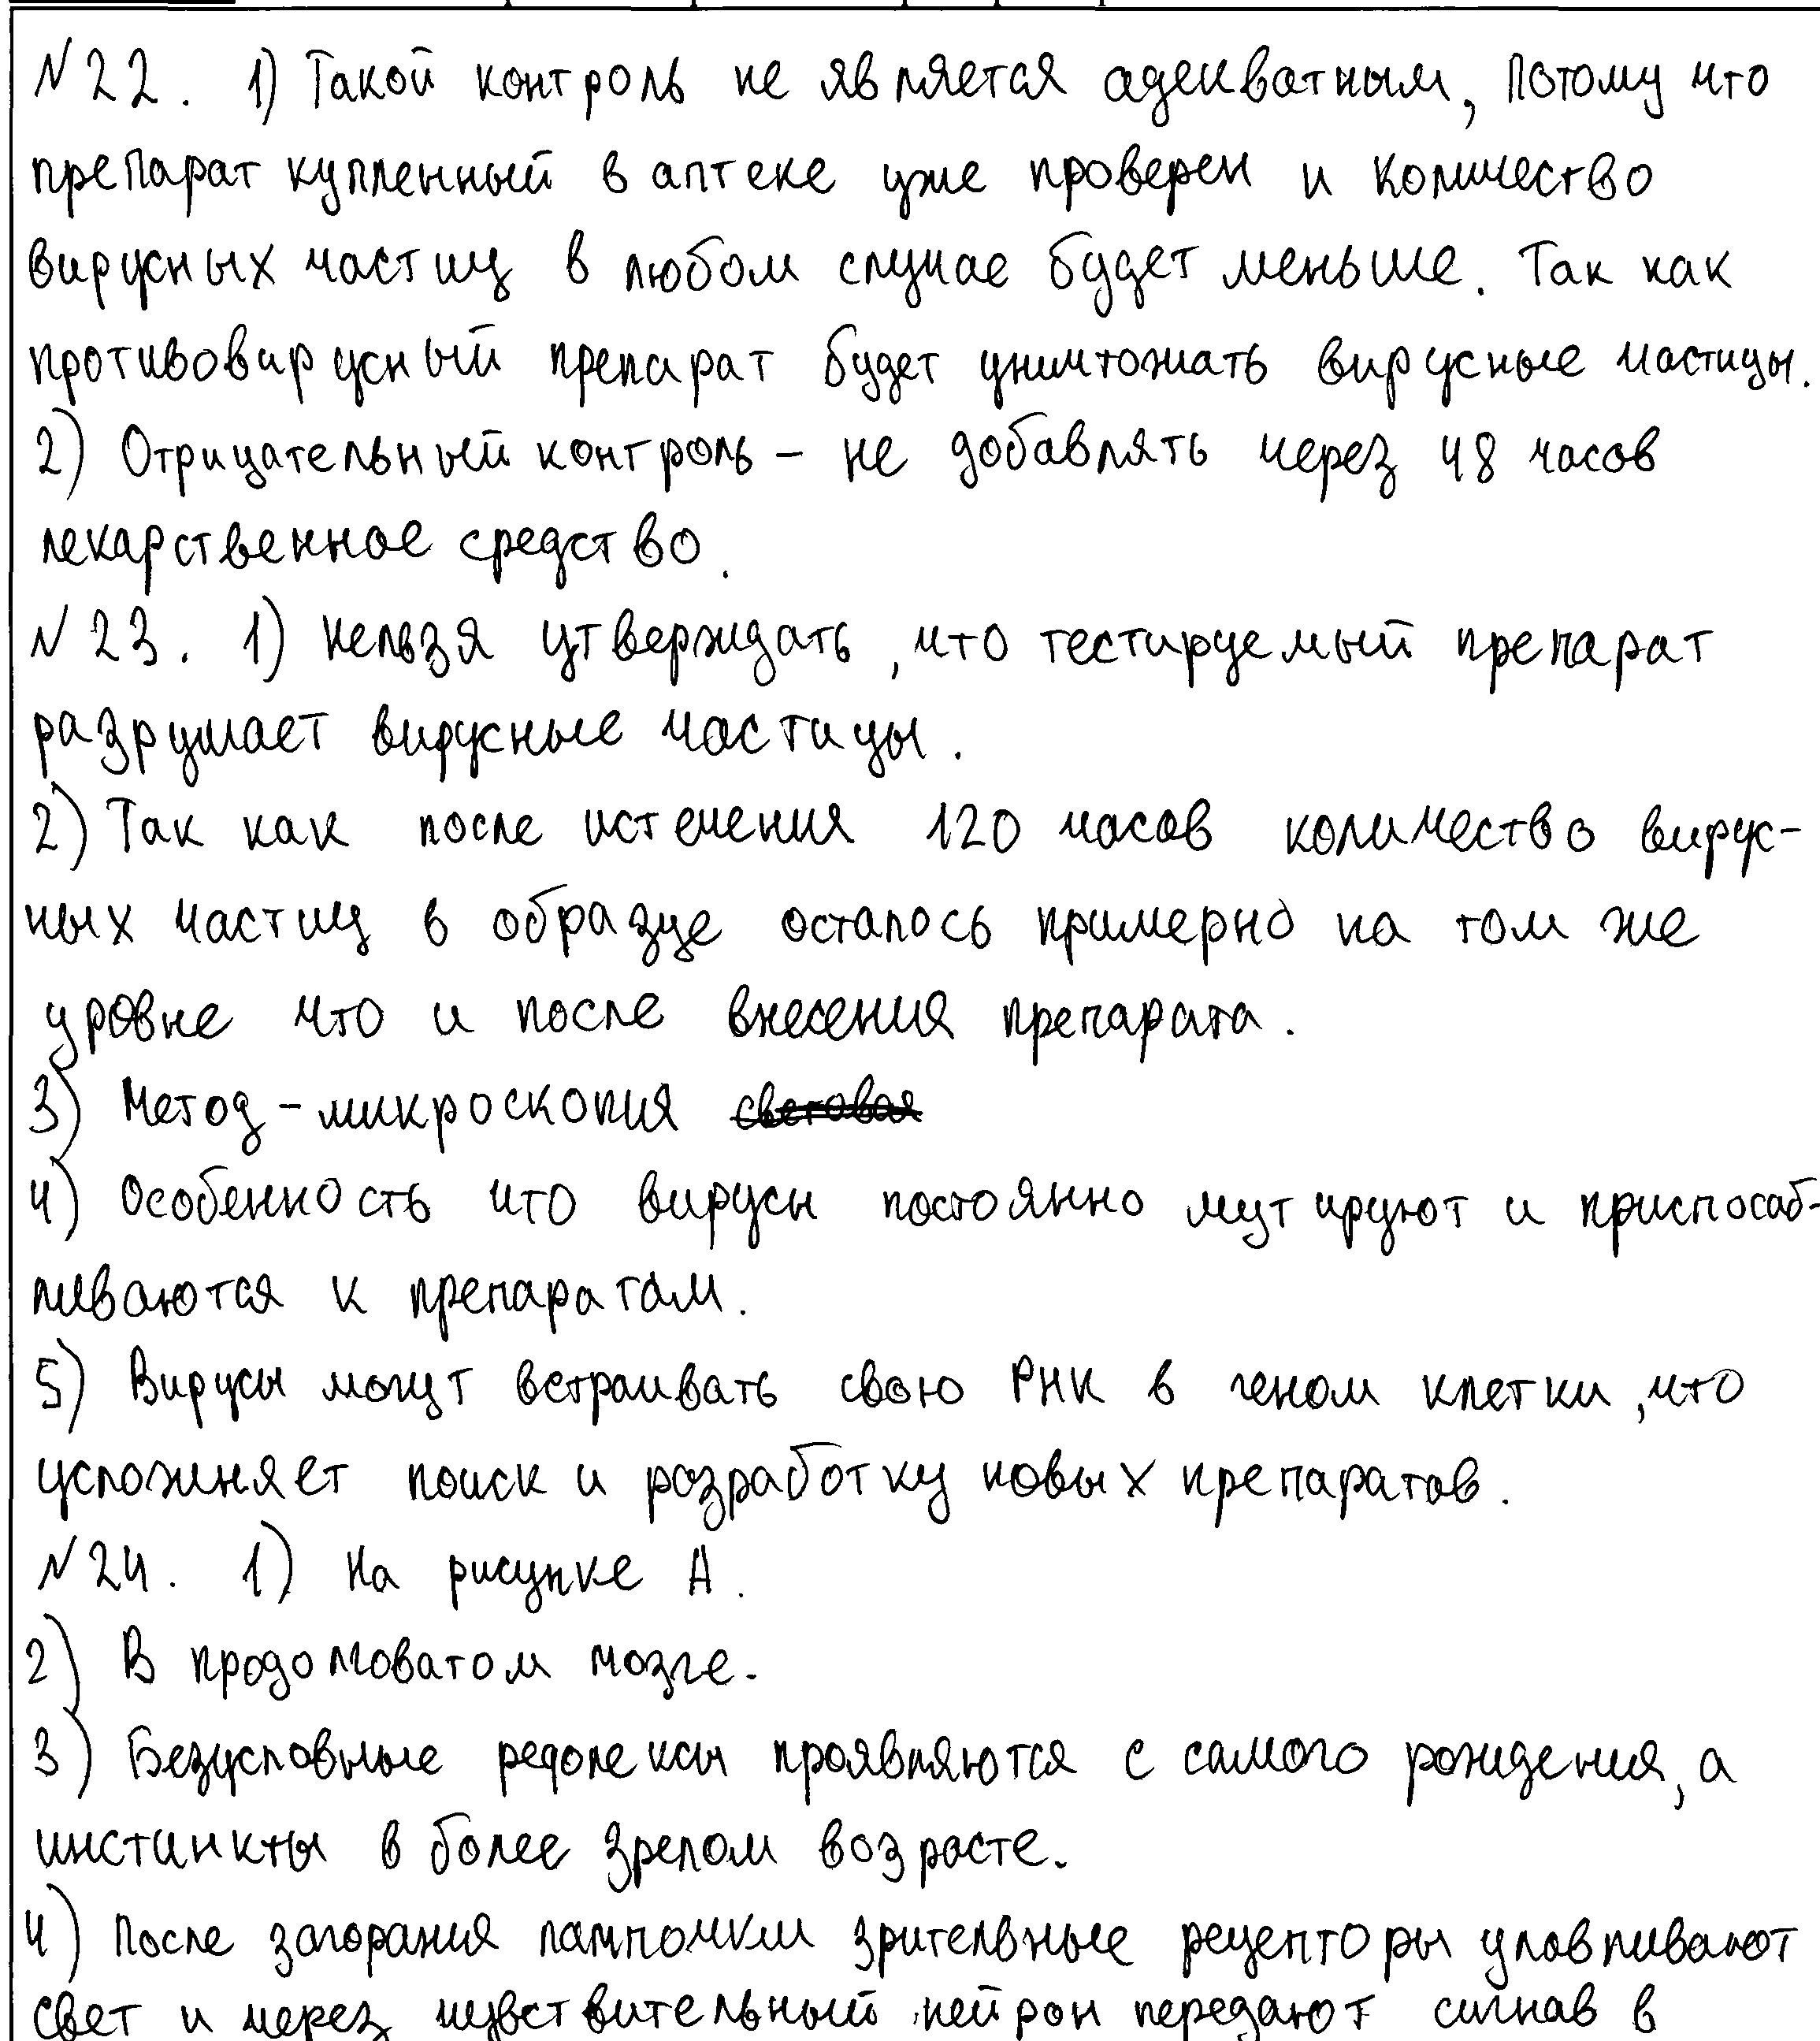 №22. 1) Такой контроль не является адекватным, потому что
препарат купленный в аптеке уже проверен и количество
вирусных частиц в любом случае будет меньше. Так как
противовирусный препарат будет уничтожать вирусные частицы.
2) Отрицательный контроль - не добавлять через 48 часов
лекарственное средство.
№23. 1) Нельзя утверждать, что тестируемый препарат
разрушает вирусные частицы.
2) Так как после истечения 120 часов количество вирус-
ных частиц в образце осталось примерно на том же
уровне что и после внесения препарата.
3) Метод - микроскопия световая
4) Особенность что вирусы постоянно мутируют и приспосаб-
ливаются к препаратам.
5) Вирусы могут встраивать свою РНК в геном клетки, что
усложняет поиск и разработку новых препаратов.
№24. 1) На рисунке А.
2) В продолговатом мозге.
3) Безусловные рефлексы проявляются с самого рождения, а
инстинкты в более зрелом возрасте.
4) После загорания лампочки зрительные рецепторы улавливают
свет и через чувствительный нейрон передают сигнав в